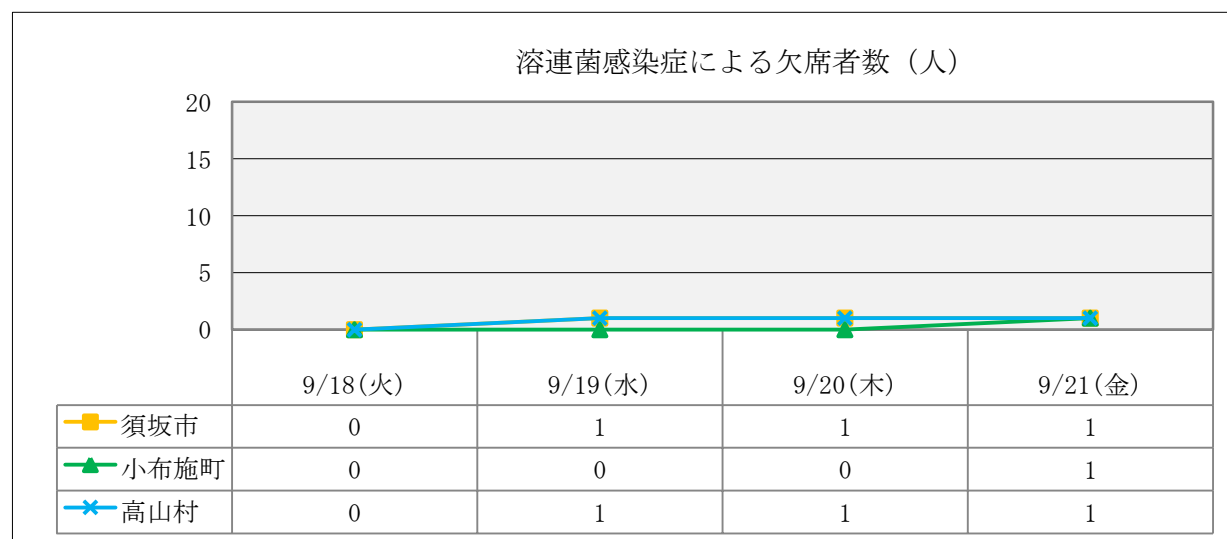 溶連菌感染症による欠席者数（人）
20
15
10
5
0
9/18(火) 9/19(水) 9/20(木) 9/21(金)
須坂市 0 1 1 1
小布施町 0 0 0 1
高山村 0 1 1 1